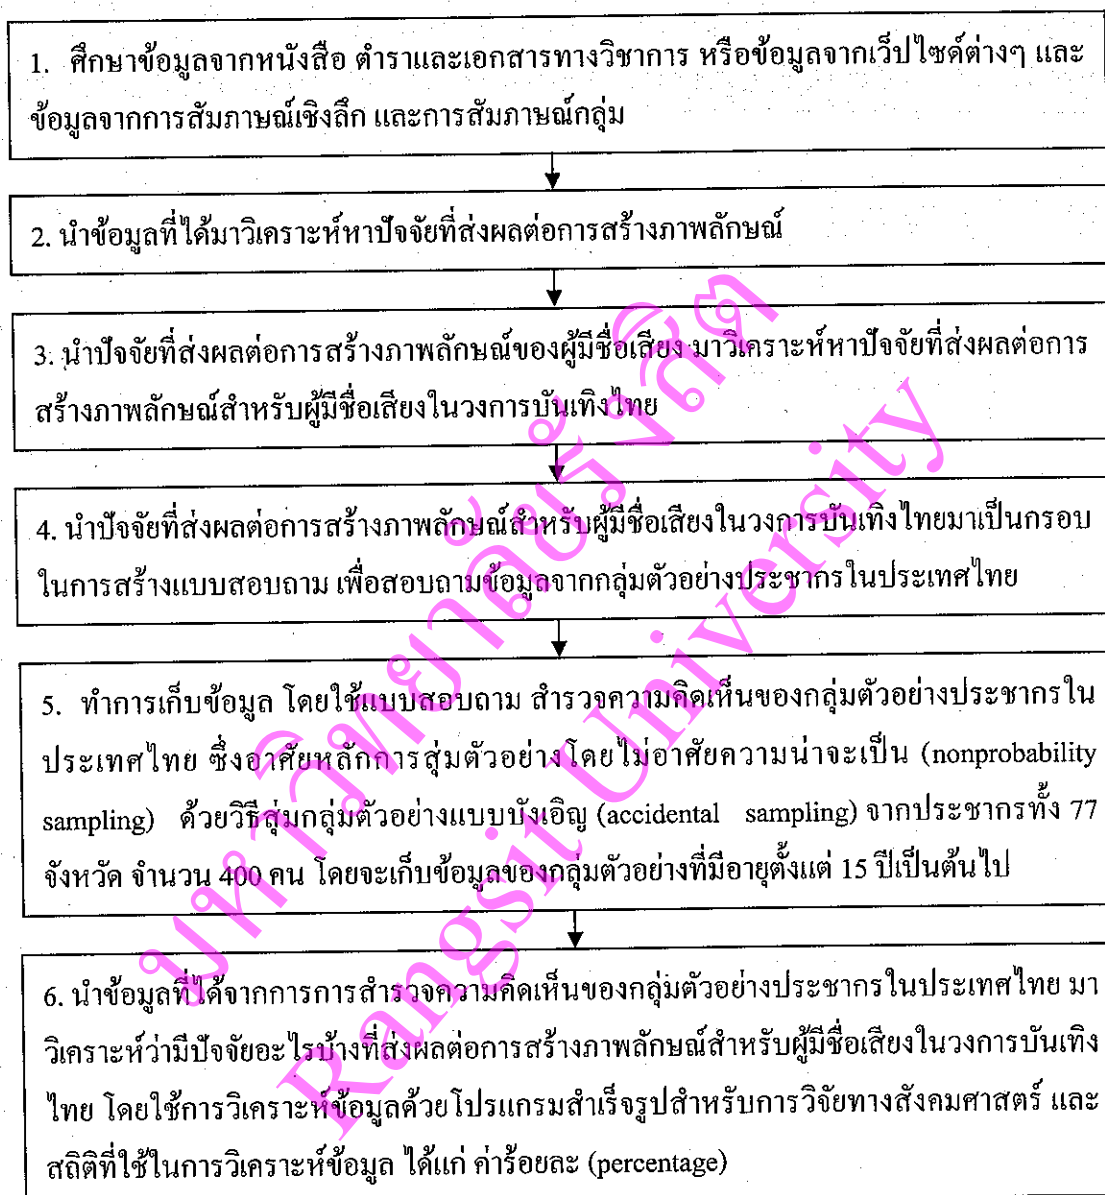 1. ศึกษาข้อมูลจากหนังสือ ตำราและเอกสารทางวิชาการ หรือข้อมูลจากเว็ปไซด์ต่างๆ และ
ข้อมูลจากการสัมภาษณ์เชิงลึก และการสัมภาษณ์กลุ่ม
2. นำข้อมูลที่ได้มาวิเคราะห์หาปัจจัยที่ส่งผลต่อการสร้างภาพลักษณ์
3. นำปัจจัยที่ส่งผลต่อการสร้างภาพลักษณ์ของผู้มีชื่อเสียง มาวิเคราะห์หาปัจจัยที่ส่งผลต่อการ
สร้างภาพลักษณ์สำหรับผู้มีชื่อเสียงในวงการบันเทิงไทย
4. นำปัจจัยที่ส่งผลต่อการสร้างภาพลักษณ์สำหรับผู้มีชื่อเสียงในวงการบันเทิงไทยมาเป็นกรอบ
ในการสร้างแบบสอบถาม เพื่อสอบถามข้อมูลจากกลุ่มตัวอย่างประชากรในประเทศไทย
5. ทำการเก็บข้อมูล โดยใช้แบบสอบถาม สำรวจความคิดเห็นของกลุ่มตัวอย่างประชากรใน
ประเทศไทย ซึ่งอาศัยหลักการสุ่มตัวอย่างโดยไม่อาศัยความน่าจะเป็น (nonprobability
sampling) ด้วยวิธีสุ่มกลุ่มตัวอย่างแบบบังเอิญ (accidental sampling) จากประชากรทั้ง 77
จังหวัด จำนวน 400 คน โดยจะเก็บข้อมูลของกลุ่มตัวอย่างที่มีอายุตั้งแต่ 15 ปีเป็นต้นไป
6. นำข้อมูลที่ได้จากการการสำรวจความคิดเห็นของกลุ่มตัวอย่างประชากรในประเทศไทย มา
วิเคราะห์ว่ามีปัจจัยอะไรบ้างที่ส่งผลต่อการสร้างภาพลักษณ์สำหรับผู้มีชื่อเสียงในวงการบันเทิง
ไทย โดยใช้การวิเคราะห์ข้อมูลด้วยโปรแกรมสำเร็จรูปสำหรับการวิจัยทางสังคมศาสตร์ และ
สถิติที่ใช้ในการวิเคราะห์ข้อมูล ได้แก่ ค่าร้อยละ (percentage)
มหาวิทยาลัยรังสิต
Rangsit University